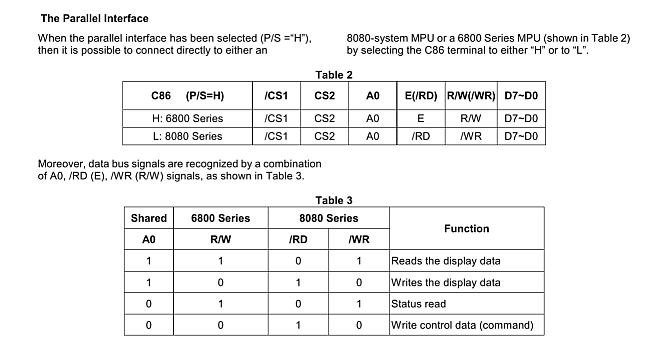 The Parallel Interface
When the parallel interface has been selected (P/S ="H"),
then it is possible to connect directly to either an
8080-system MPU or a 6800 Series MPU (shown in Table 2)
by selecting the C86 terminal to either "H" or to "L".
Table 2
C86 (P/S=H) /CS1 CS2 A0 E(/RD) R/W(/WR) D7~D0
H: 6800 Series /CS1 CS2 A0 E R/W D7~D0
L: 8080 Series /CS1 CS2 A0 /RD /WR D7~D0
Moreover, data bus signals are recognized by a combination
of A0, /RD (E), /WR (R/W) signals, as shown in Table 3.
Table 3
Shared 6800 Series 8080 Series Function
A0 R/W /RD /WR
1 1 0 1 Reads the display data
1 0 1 0 Writes the display data
0 1 0 1 Status read
0 0 1 0 Write control data (command)